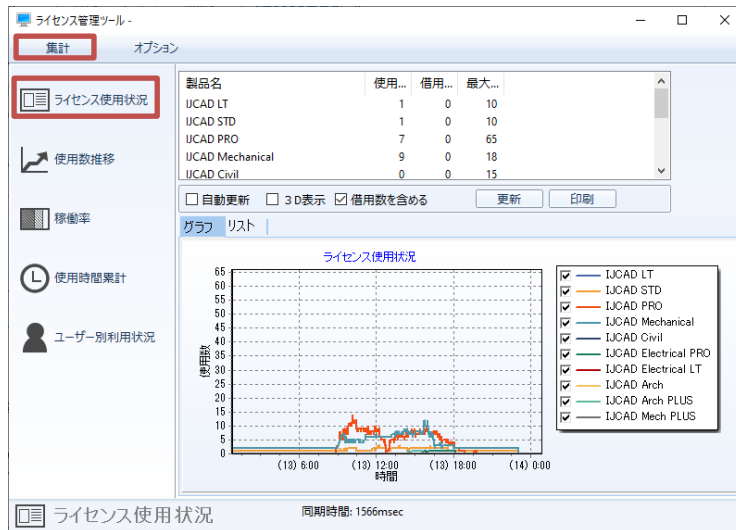 ライセンス管理ツール -
集計 オプション
ライセンス使用状況
使用数推移
稼働率
使用時間累計
ユーザー別利用状況
製品名 使用... 借用... 最大...
IJCAD LT 1 0 10
IJCAD STD 1 0 10
IJCAD PRO 7 0 65
IJCAD Mechanical 9 0 18
IJCAD Civil 0 0 15
自動更新 3D表示 借用数を含める 更新 印刷
グラフ リスト
ライセンス使用状況
使用数
65
60
55
50
45
40
35
30
25
20
15
10
5
0
(13) 6:00 (13) 12:00 (13) 18:00 (14) 0:00
時間
IJCAD LT
IJCAD STD
IJCAD PRO
IJCAD Mechanical
IJCAD Civil
IJCAD Electrical PRO
IJCAD Electrical LT
IJCAD Arch
IJCAD Arch PLUS
IJCAD Mech PLUS
ライセンス使用状況 同期時間: 1566msec